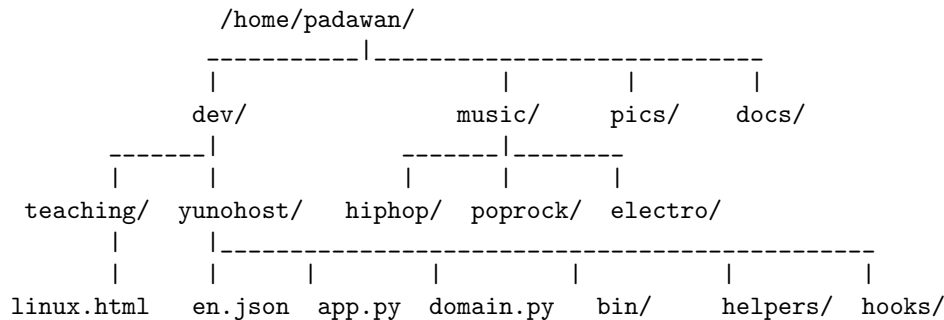 /home/padawan/
dev/ music/ pics/ docs/
teaching/ yunohost/ hiphop/ poprock/ electro/
linux.html en.json app.py domain.py bin/ helpers/ hooks/